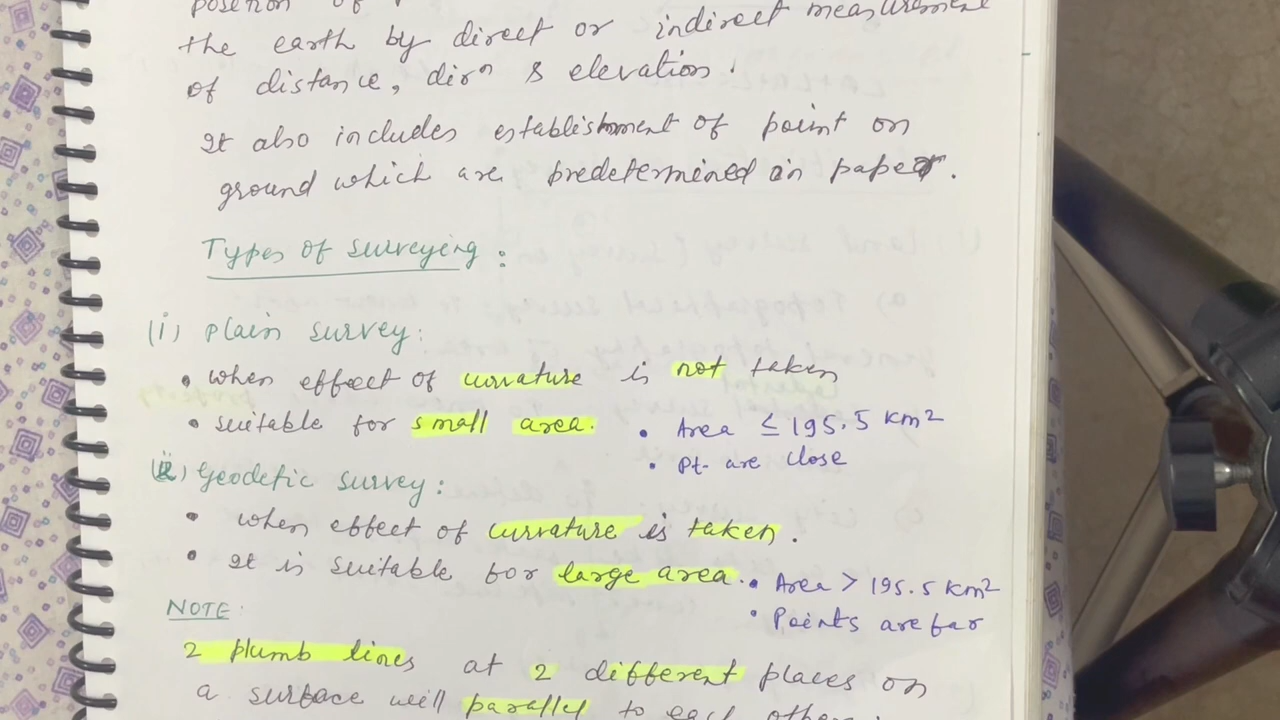 position of
the earth by direct or indirect measurement
of distance, dirⁿ & elevation.
It also includes establishment of point on
ground which are predetermined in paper.
Types of surveying:
(i) Plain survey:
• when effect of curvature is not taken
• suitable for small area. • Area ≤ 195.5 km²
• Pt. are close
(ii) Geodetic survey:
• when effect of curvature is taken.
• It is suitable for large area. • Area > 195.5 km²
• Points are far
NOTE:
2 plumb lines at 2 different places on
a surface will parallel to each other.